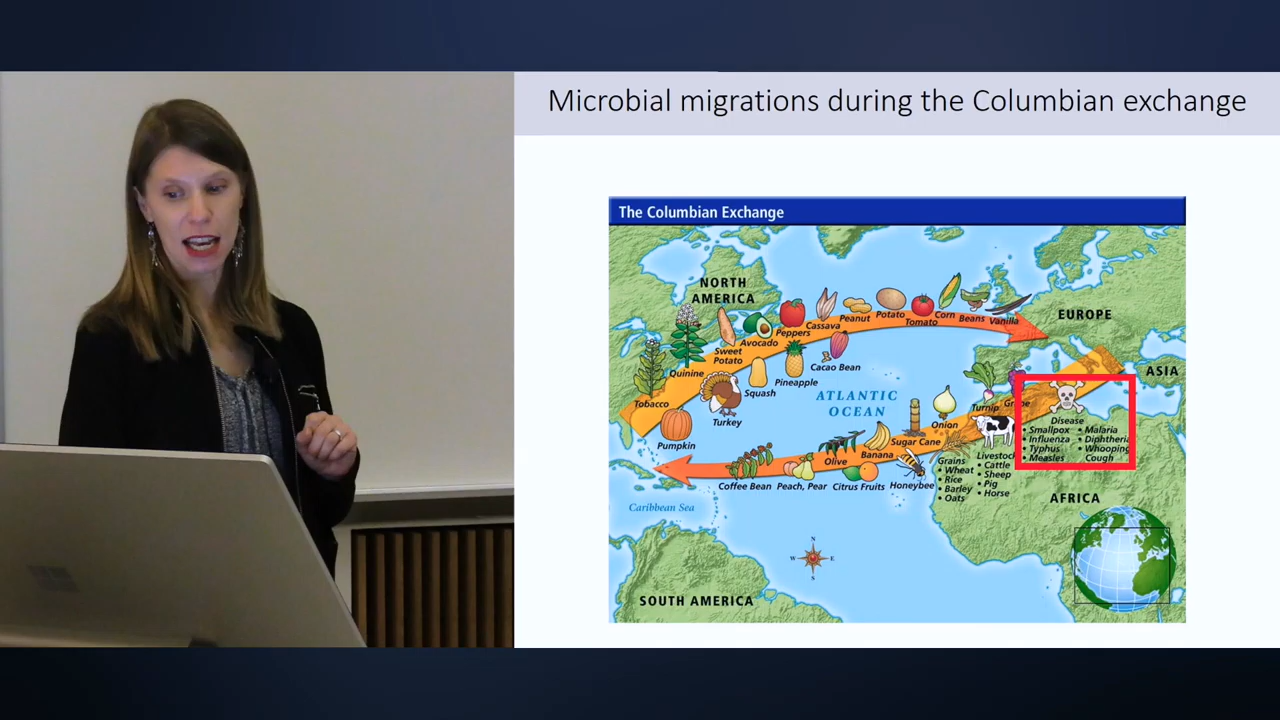 Microbial migrations during the Columbian exchange
The Columbian Exchange
NORTH
AMERICA
EUROPE
ASIA
AFRICA
SOUTH AMERICA
ATLANTIC
OCEAN
Caribbean Sea
Tobacco
Quinine
Sweet
Potato
Avocado
Peppers
Cassava
Peanut
Potato
Tomato
Corn
Beans
Vanilla
Pumpkin
Turkey
Squash
Pineapple
Cacao Bean
Coffee Bean
Peach, Pear
Olive
Citrus Fruits
Banana
Sugar Cane
Honeybee
Onion
Turnip
Grape
Grains
• Wheat
• Rice
• Barley
• Oats
Livestock
• Cattle
• Sheep
• Pig
• Horse
Disease
• Smallpox
• Influenza
• Typhus
• Measles
• Malaria
• Diphtheria
• Whooping
Cough
N
W
E
S